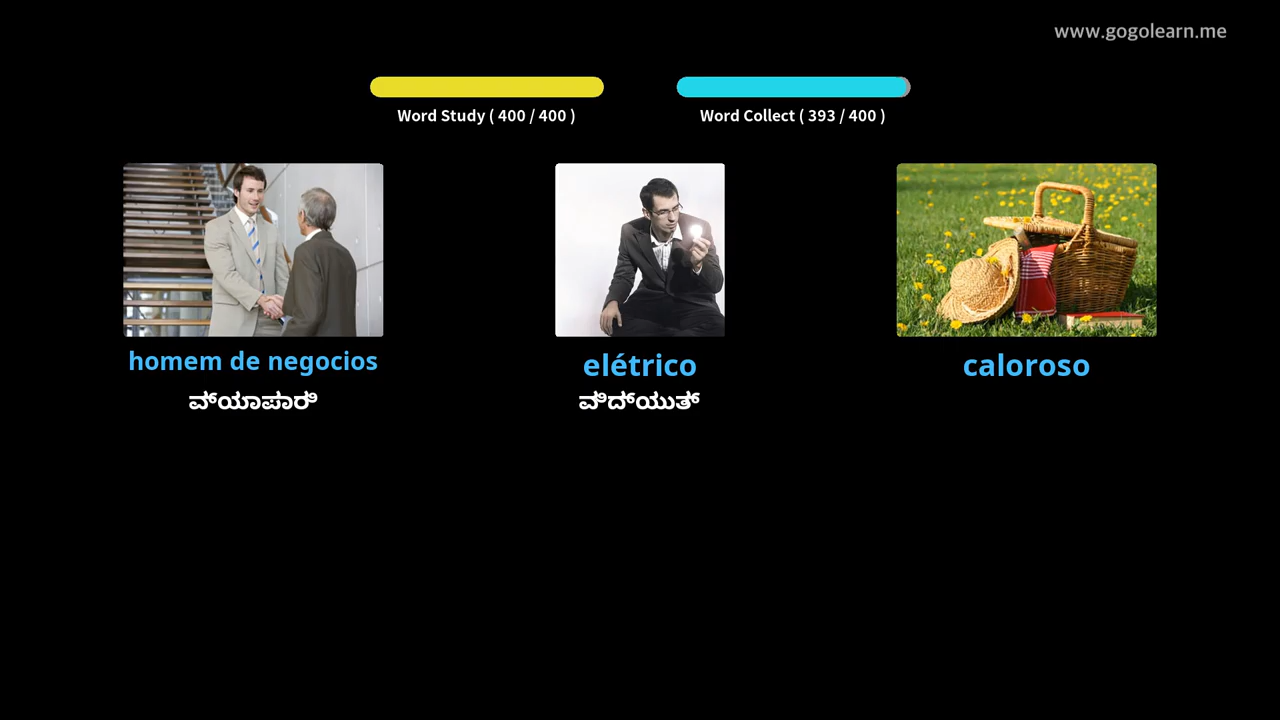 www.gogolearn.me
Word Study ( 400 / 400 )
Word Collect ( 393 / 400 )
homem de negocios
elétrico
caloroso
ವ್ಯಾಪಾರಿ
ವಿದ್ಯುತ್